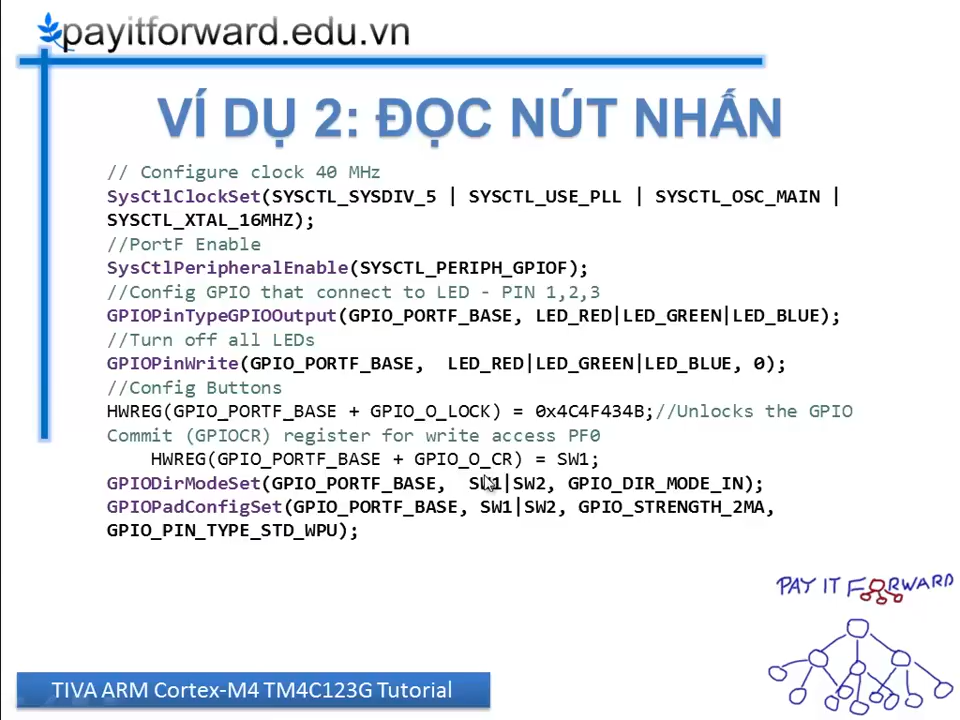 payitforward.edu.vn
VÍ DỤ 2: ĐỌC NÚT NHẤN
// Configure clock 40 MHz
SysCtlClockSet(SYSCTL_SYSDIV_5 | SYSCTL_USE_PLL | SYSCTL_OSC_MAIN |
SYSCTL_XTAL_16MHZ);
//PortF Enable
SysCtlPeripheralEnable(SYSCTL_PERIPH_GPIOF);
//Config GPIO that connect to LED - PIN 1,2,3
GPIOPinTypeGPIOOutput(GPIO_PORTF_BASE, LED_RED|LED_GREEN|LED_BLUE);
//Turn off all LEDs
GPIOPinWrite(GPIO_PORTF_BASE,  LED_RED|LED_GREEN|LED_BLUE, 0);
//Config Buttons
HWREG(GPIO_PORTF_BASE + GPIO_O_LOCK) = 0x4C4F434B;//Unlocks the GPIO
Commit (GPIOCR) register for write access PF0
HWREG(GPIO_PORTF_BASE + GPIO_O_CR) = SW1;
GPIODirModeSet(GPIO_PORTF_BASE,  SW1|SW2, GPIO_DIR_MODE_IN);
GPIOPadConfigSet(GPIO_PORTF_BASE, SW1|SW2, GPIO_STRENGTH_2MA,
GPIO_PIN_TYPE_STD_WPU);
PAY IT FORWARD
TIVA ARM Cortex-M4 TM4C123G Tutorial